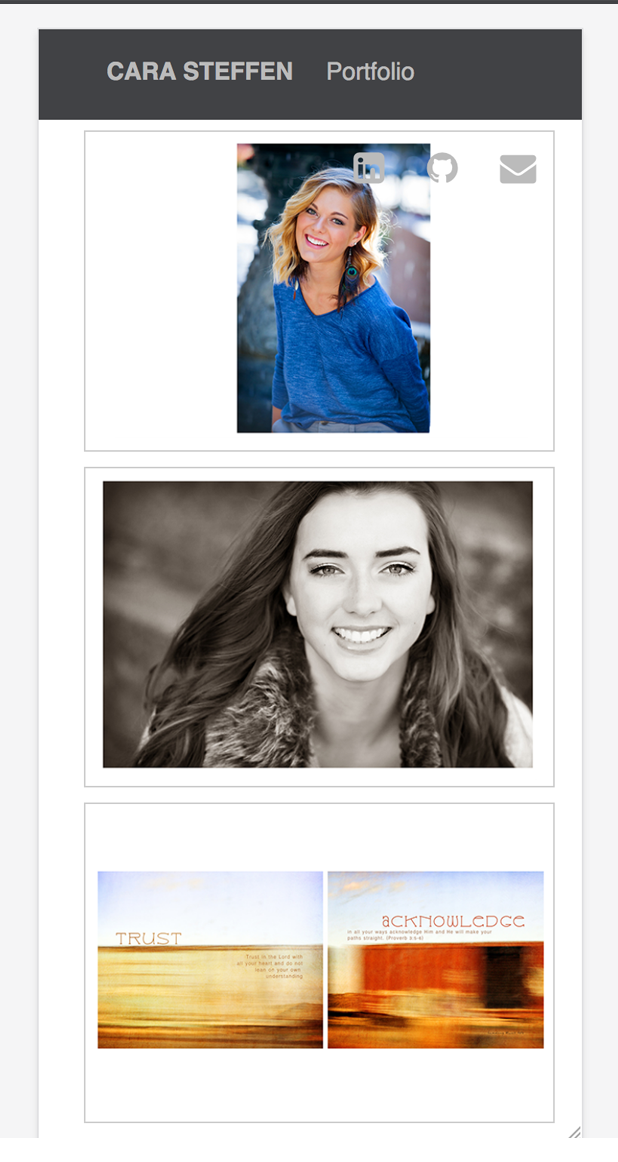 CARA STEFFEN Portfolio
in
TRUST
Trust in the Lord with
all your heart and do not
lean on your own
understanding
acknowledge
in all your ways acknowledge Him and He will make your
paths straight. (Proverb 3:5-6)